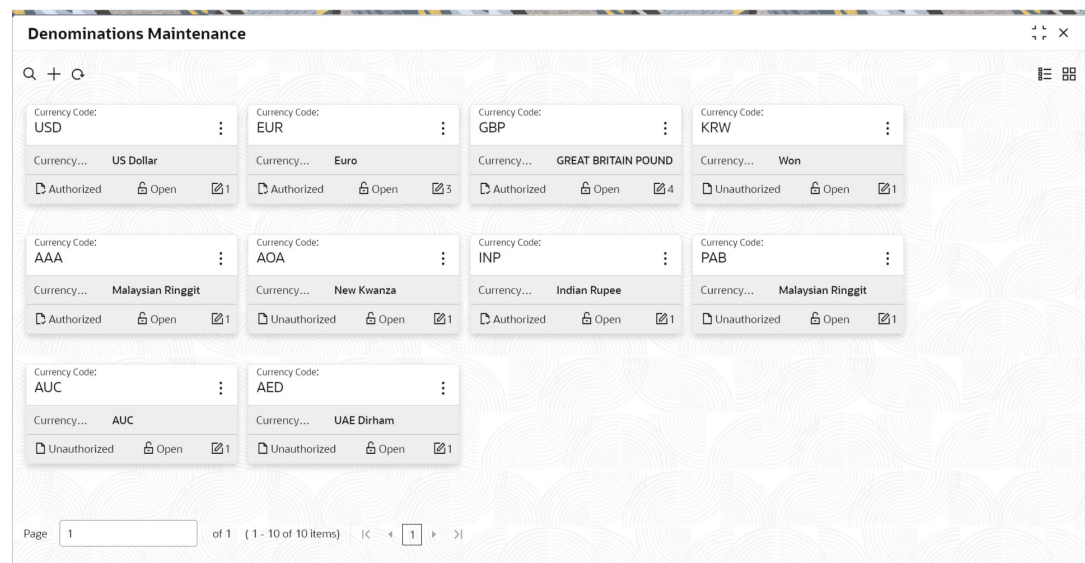 Denominations Maintenance
Currency Code: Currency Code: Currency Code: Currency Code:
USD EUR GBP KRW
Currency... US Dollar Currency... Euro Currency... GREAT BRITAIN POUND Currency... Won
Authorized Open 1 Authorized Open 3 Authorized Open 4 Unauthorized Open 1
Currency Code: Currency Code: Currency Code: Currency Code:
AAA AOA INP PAB
Currency... Malaysian Ringgit Currency... New Kwanza Currency... Indian Rupee Currency... Malaysian Ringgit
Authorized Open 1 Unauthorized Open 1 Authorized Open 1 Unauthorized Open 1
Currency Code: Currency Code:
AUC AED
Currency... AUC Currency... UAE Dirham
Unauthorized Open 1 Unauthorized Open 1
Page 1 of 1 ( 1 - 10 of 10 items) 1